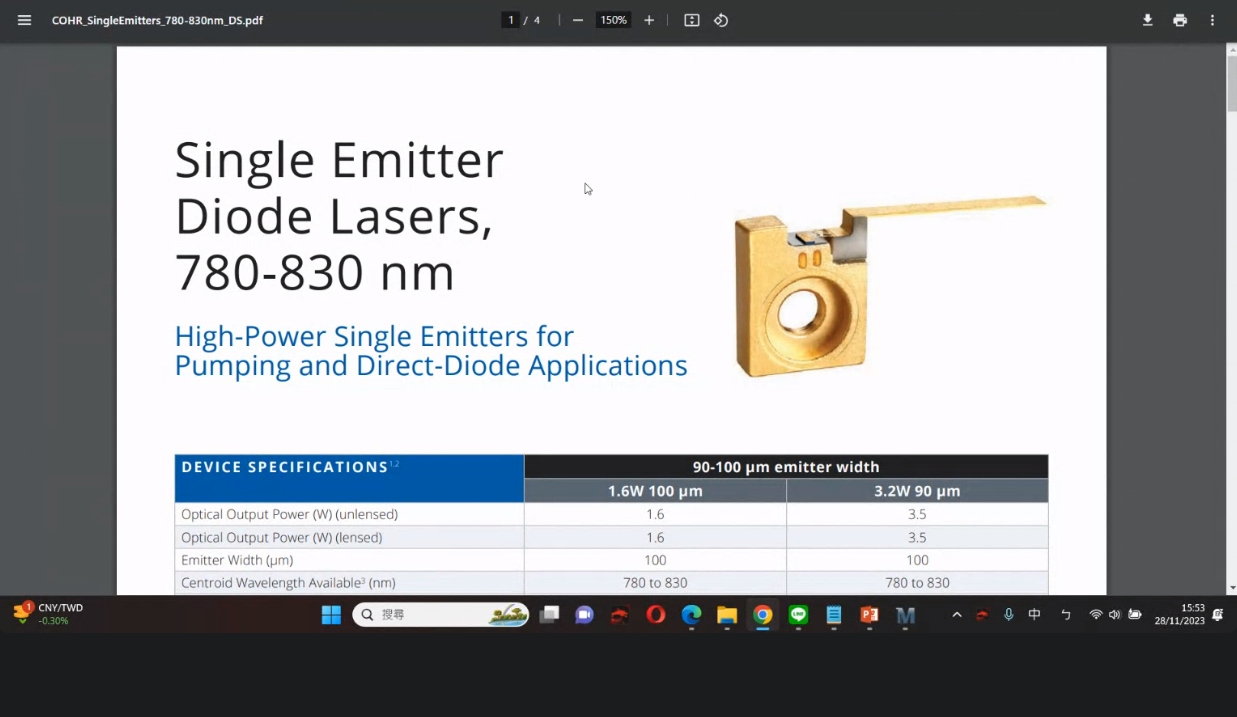 COHR_SingleEmitters_780-830nm_DS.pdf
1 / 4
150%
Single Emitter
Diode Lasers,
780-830 nm
High-Power Single Emitters for
Pumping and Direct-Diode Applications
DEVICE SPECIFICATIONS1,2
90-100 µm emitter width
1.6W 100 µm 3.2W 90 µm
Optical Output Power (W) (unlensed) 1.6 3.5
Optical Output Power (W) (lensed) 1.6 3.5
Emitter Width (µm) 100 100
Centroid Wavelength Available3 (nm) 780 to 830 780 to 830
1
CNY/TWD
-0.30%
搜尋
LINE
中
ㄅ
15:53
28/11/2023